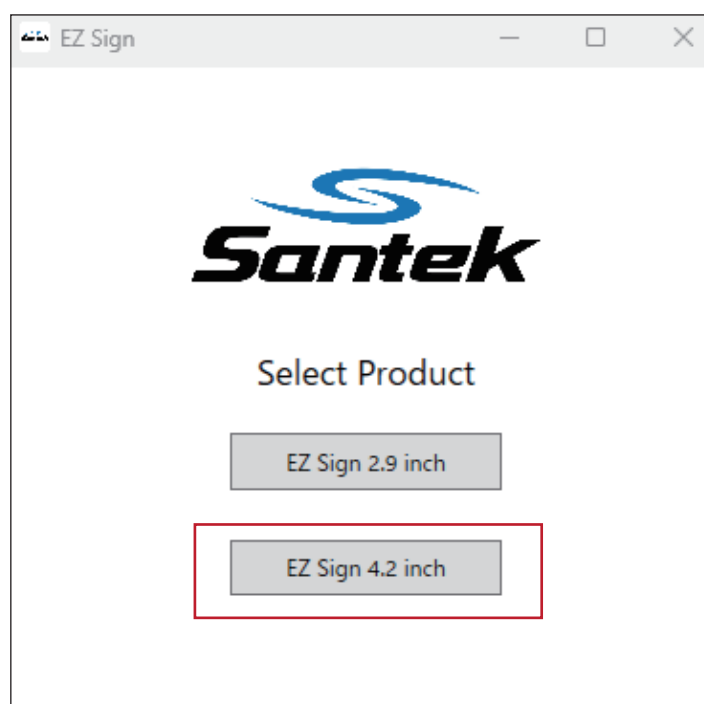 EZ Sign
Santek
Select Product
EZ Sign 2.9 inch
EZ Sign 4.2 inch